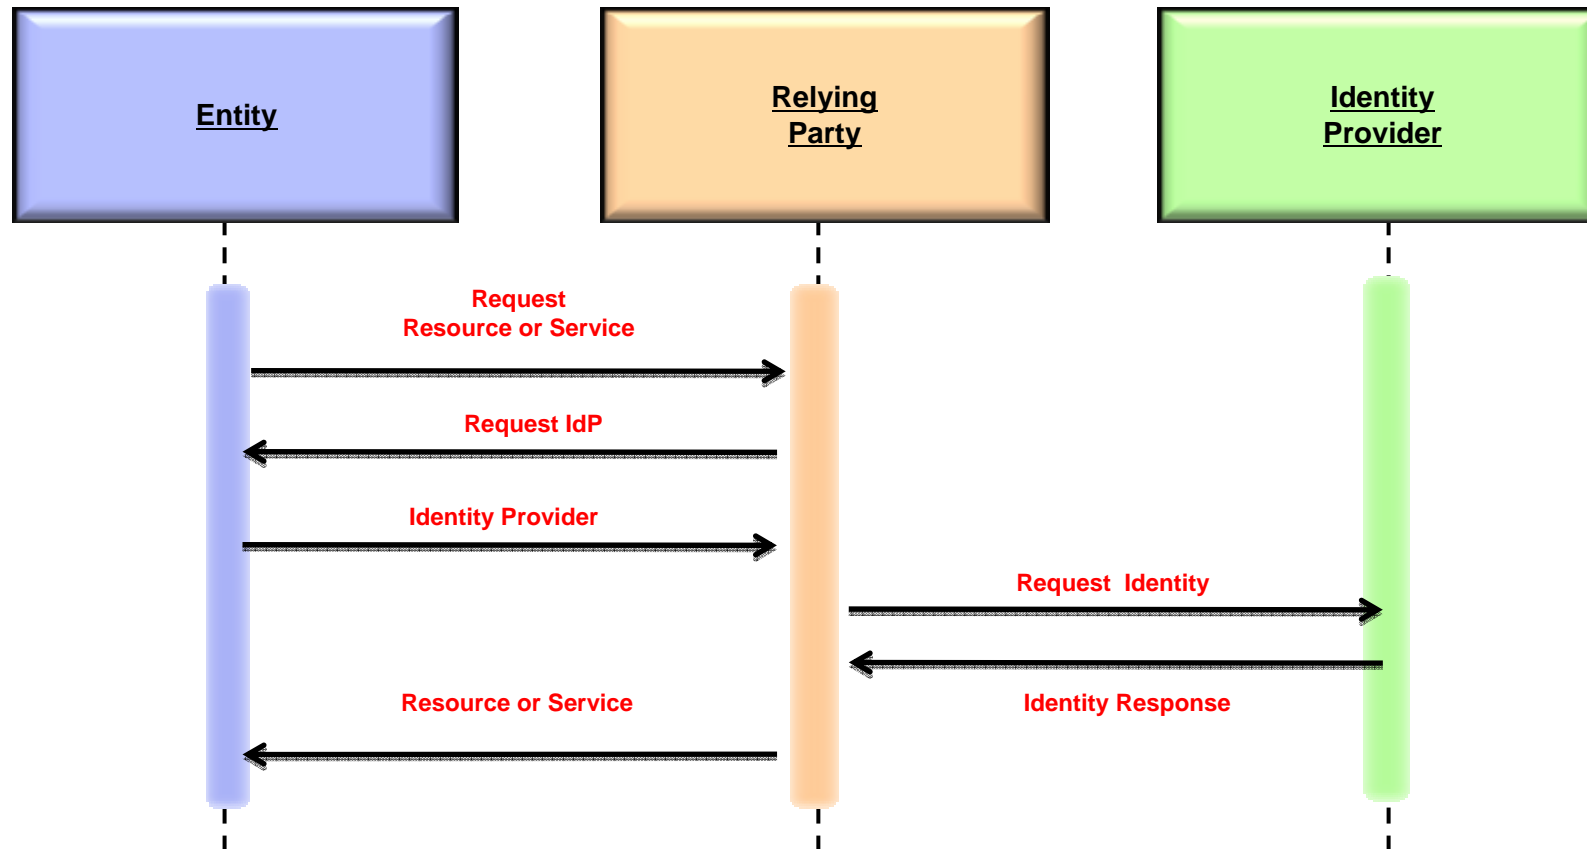 Entity
Relying
Party
Identity
Provider
Request
Resource or Service
Request IdP
Identity Provider
Request  Identity
Resource or Service
Identity Response